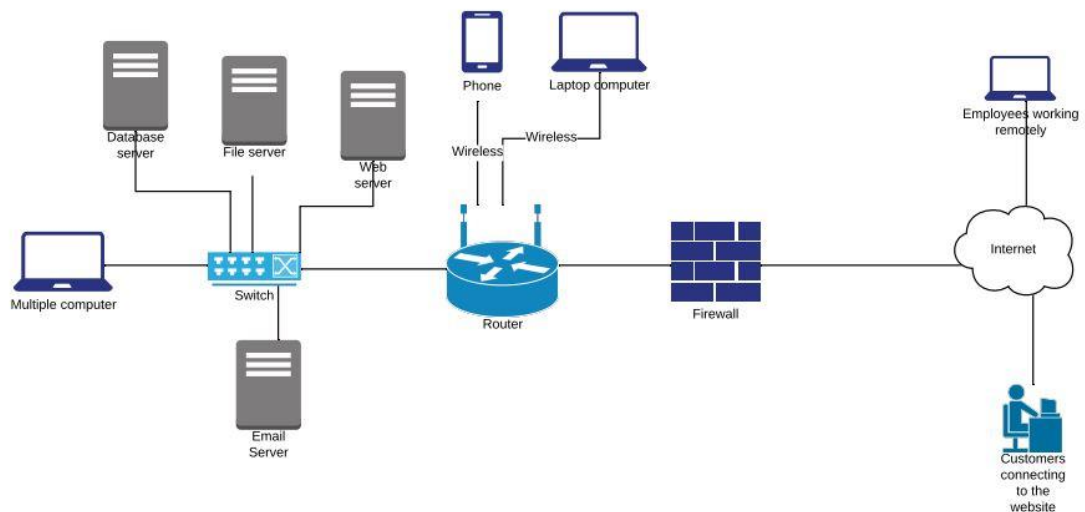 Phone
Laptop computer
Wireless
Wireless
Database
server
File server
Web
server
Employees working
remotely
Internet
Multiple computer
Switch
Router
Firewall
Email
Server
Customers
connecting
to the
website